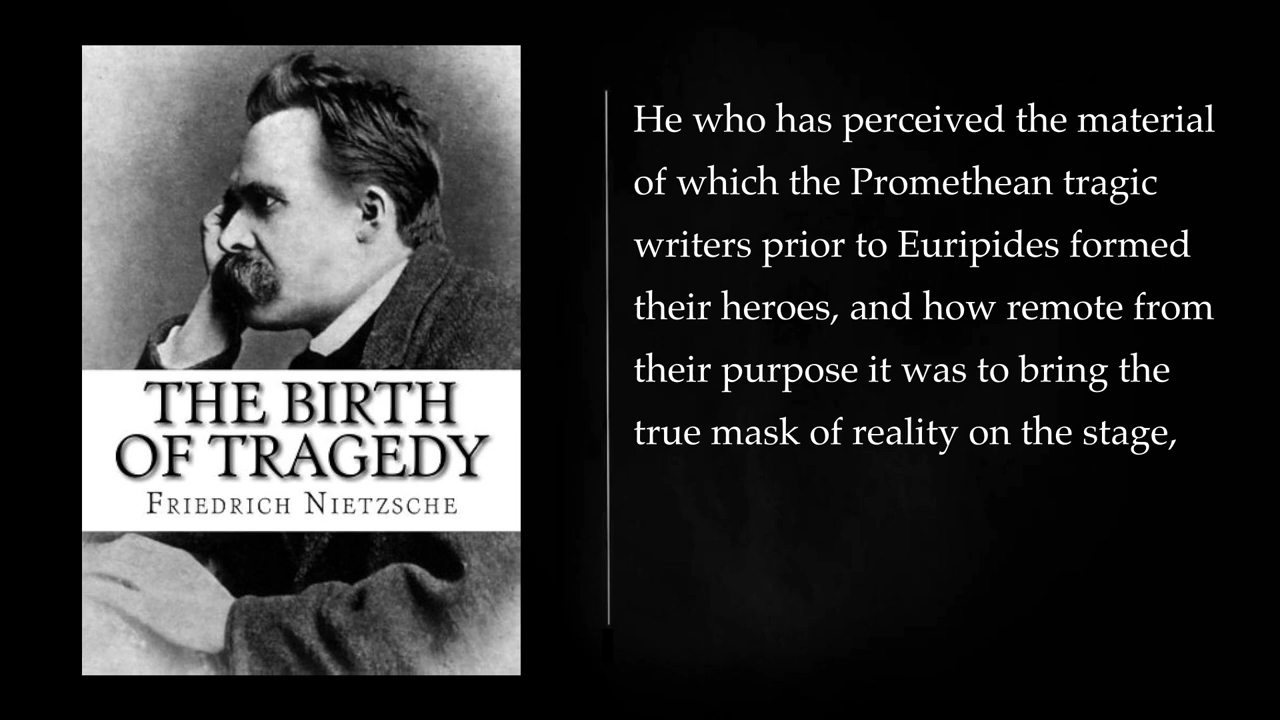 THE BIRTH
OF TRAGEDY
FRIEDRICH NIETZSCHE
He who has perceived the material
of which the Promethean tragic
writers prior to Euripides formed
their heroes, and how remote from
their purpose it was to bring the
true mask of reality on the stage,